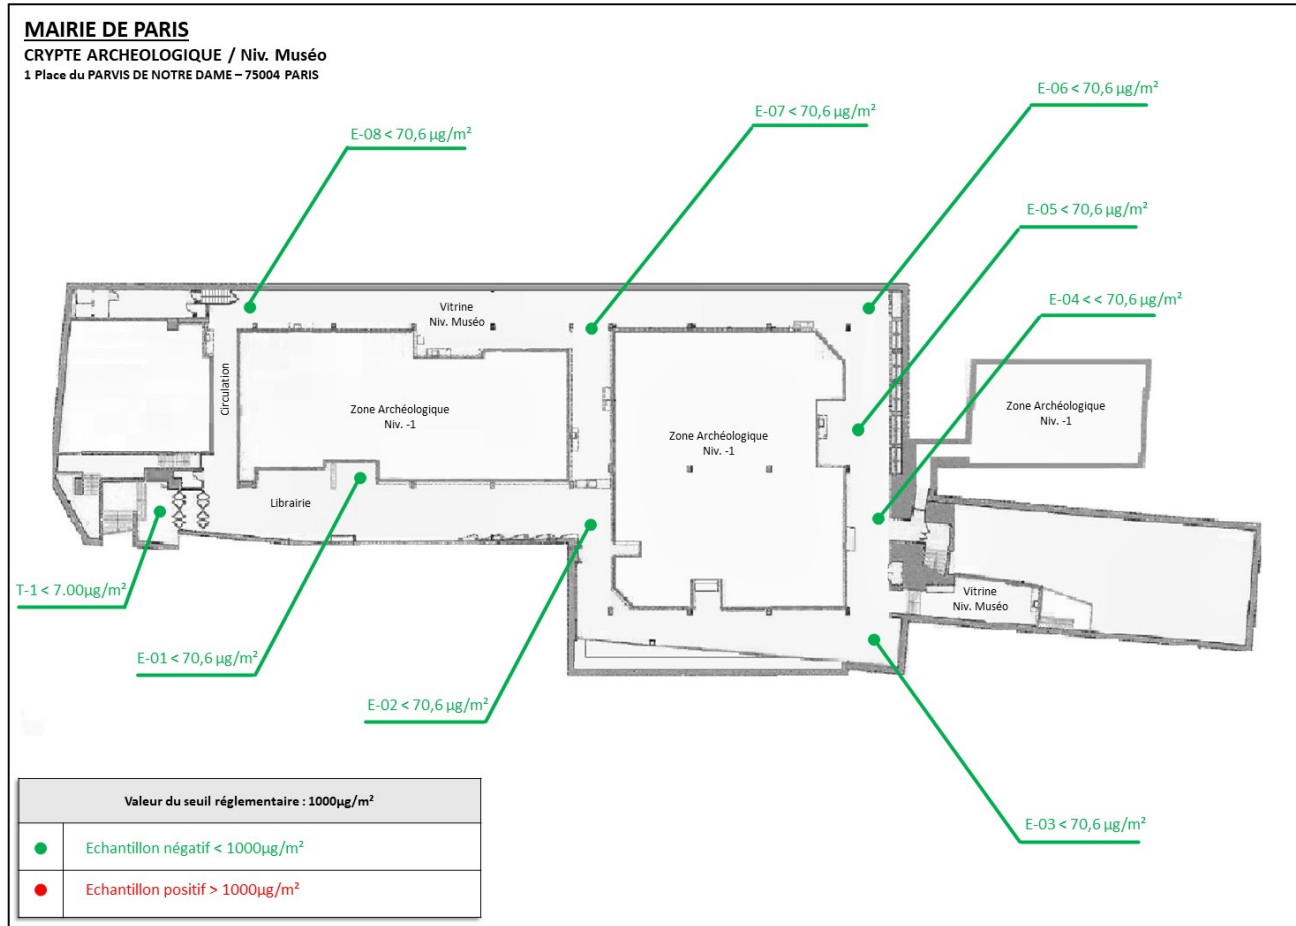 MAIRIE DE PARIS
CRYPTE ARCHEOLOGIQUE / Niv. Muséo
1 Place du PARVIS DE NOTRE DAME – 75004 PARIS
E-06 < 70,6 µg/m²
E-07 < 70,6 µg/m²
E-08 < 70,6 µg/m²
E-05 < 70,6 µg/m²
E-04 < < 70,6 µg/m²
Vitrine
Niv. Muséo
Circulation
Zone Archéologique
Niv. -1
Zone Archéologique
Niv. -1
Zone Archéologique
Niv. -1
Librairie
Vitrine
Niv. Muséo
T-1 < 7.00µg/m²
E-01 < 70,6 µg/m²
E-02 < 70,6 µg/m²
E-03 < 70,6 µg/m²
Valeur du seuil réglementaire : 1000µg/m²
Echantillon négatif < 1000µg/m²
Echantillon positif > 1000µg/m²